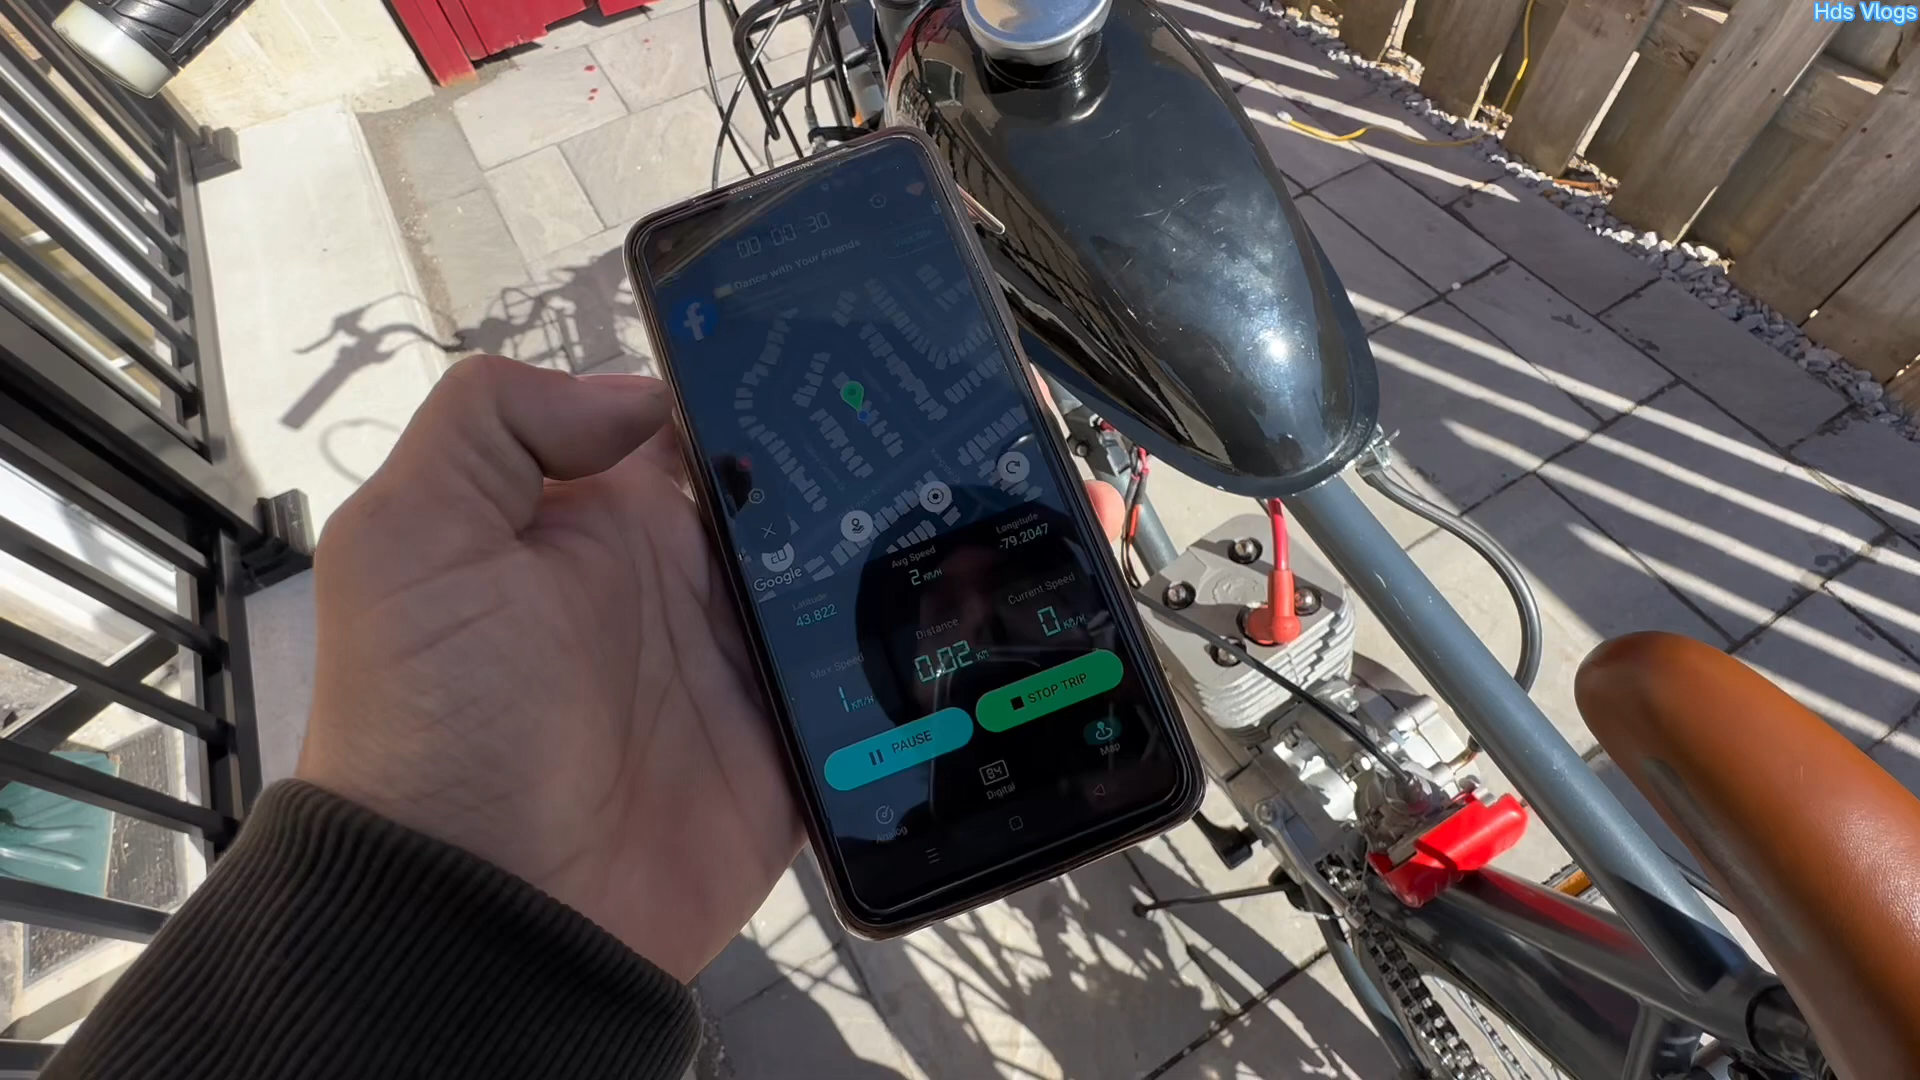 Hds Vlogs
00 00 30
Dance with Your Friends
f
Google
Latitude
43.822
Avg Speed
2 KM/H
Longitude
-79.2047
Max Speed
1 KM/H
Distance
0.02 KM
Current Speed
0 KM/H
PAUSE
STOP TRIP
Analog
84
Digital
Map